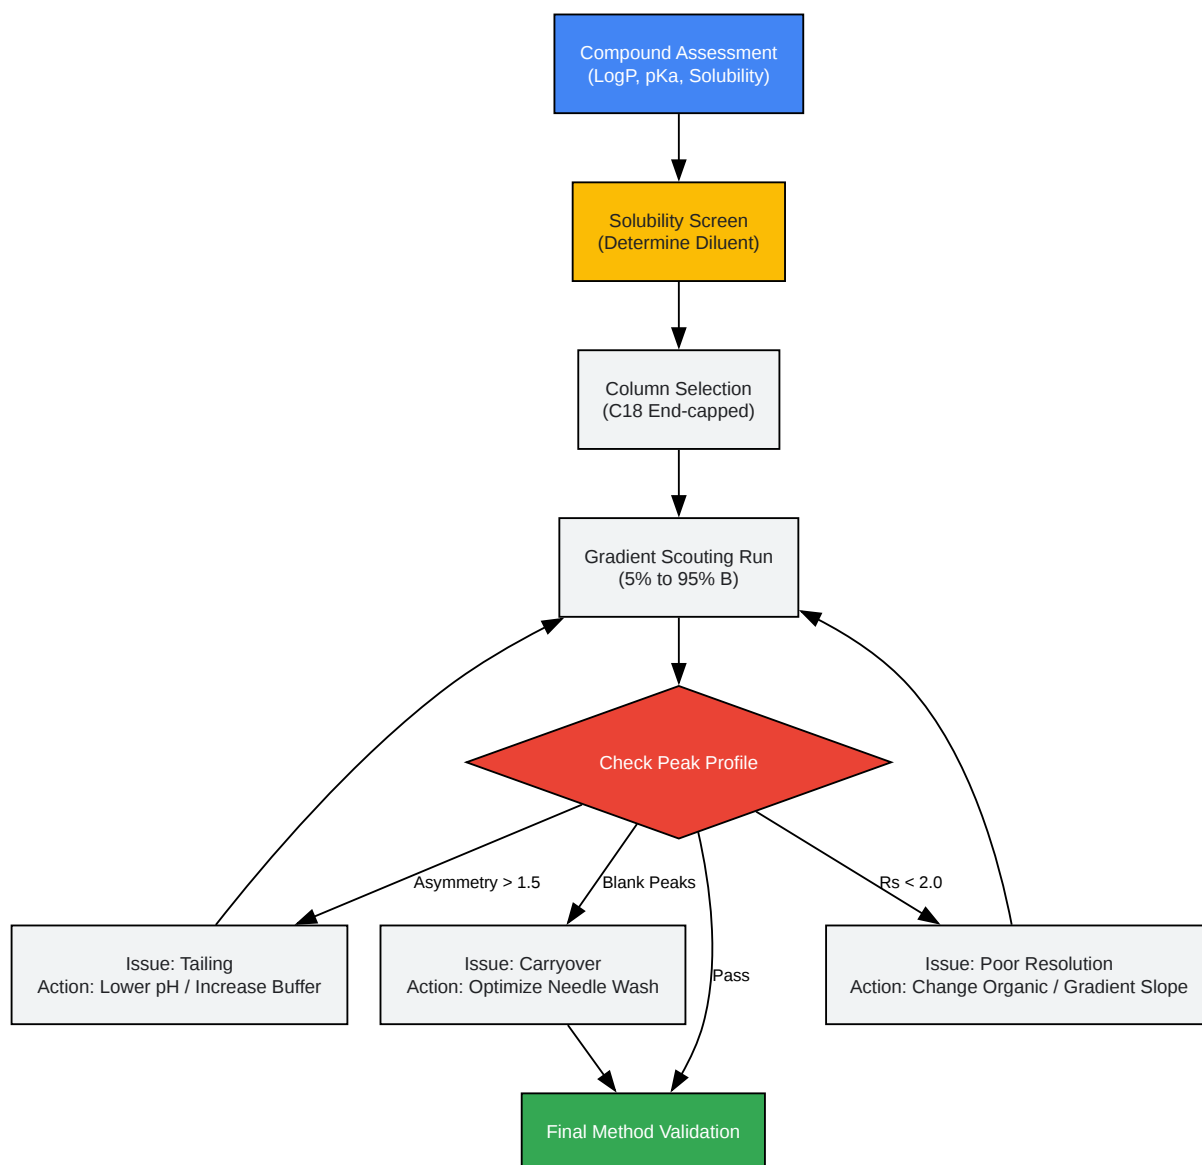 Compound Assessment
(LogP, pKa, Solubility)
Solubility Screen
(Determine Diluent)
Column Selection
(C18 End-capped)
Gradient Scouting Run
(5% to 95% B)
Check Peak Profile
Asymmetry > 1.5
Blank Peaks
Rs < 2.0
Pass
Issue: Tailing
Action: Lower pH / Increase Buffer
Issue: Carryover
Action: Optimize Needle Wash
Issue: Poor Resolution
Action: Change Organic / Gradient Slope
Final Method Validation